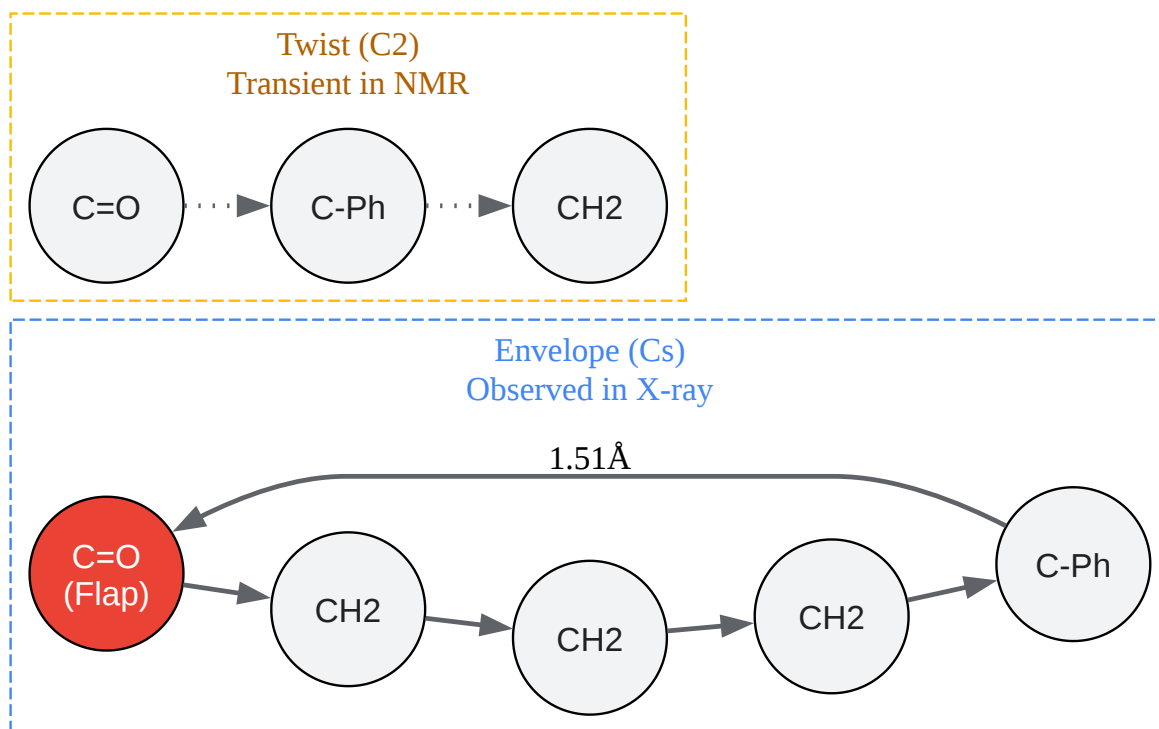 Twist (C2)
Transient in NMR
C=O
C-Ph
CH2
Envelope (Cs)
Observed in X-ray
1.51Å
C=O
(Flap)
CH2
CH2
CH2
C-Ph